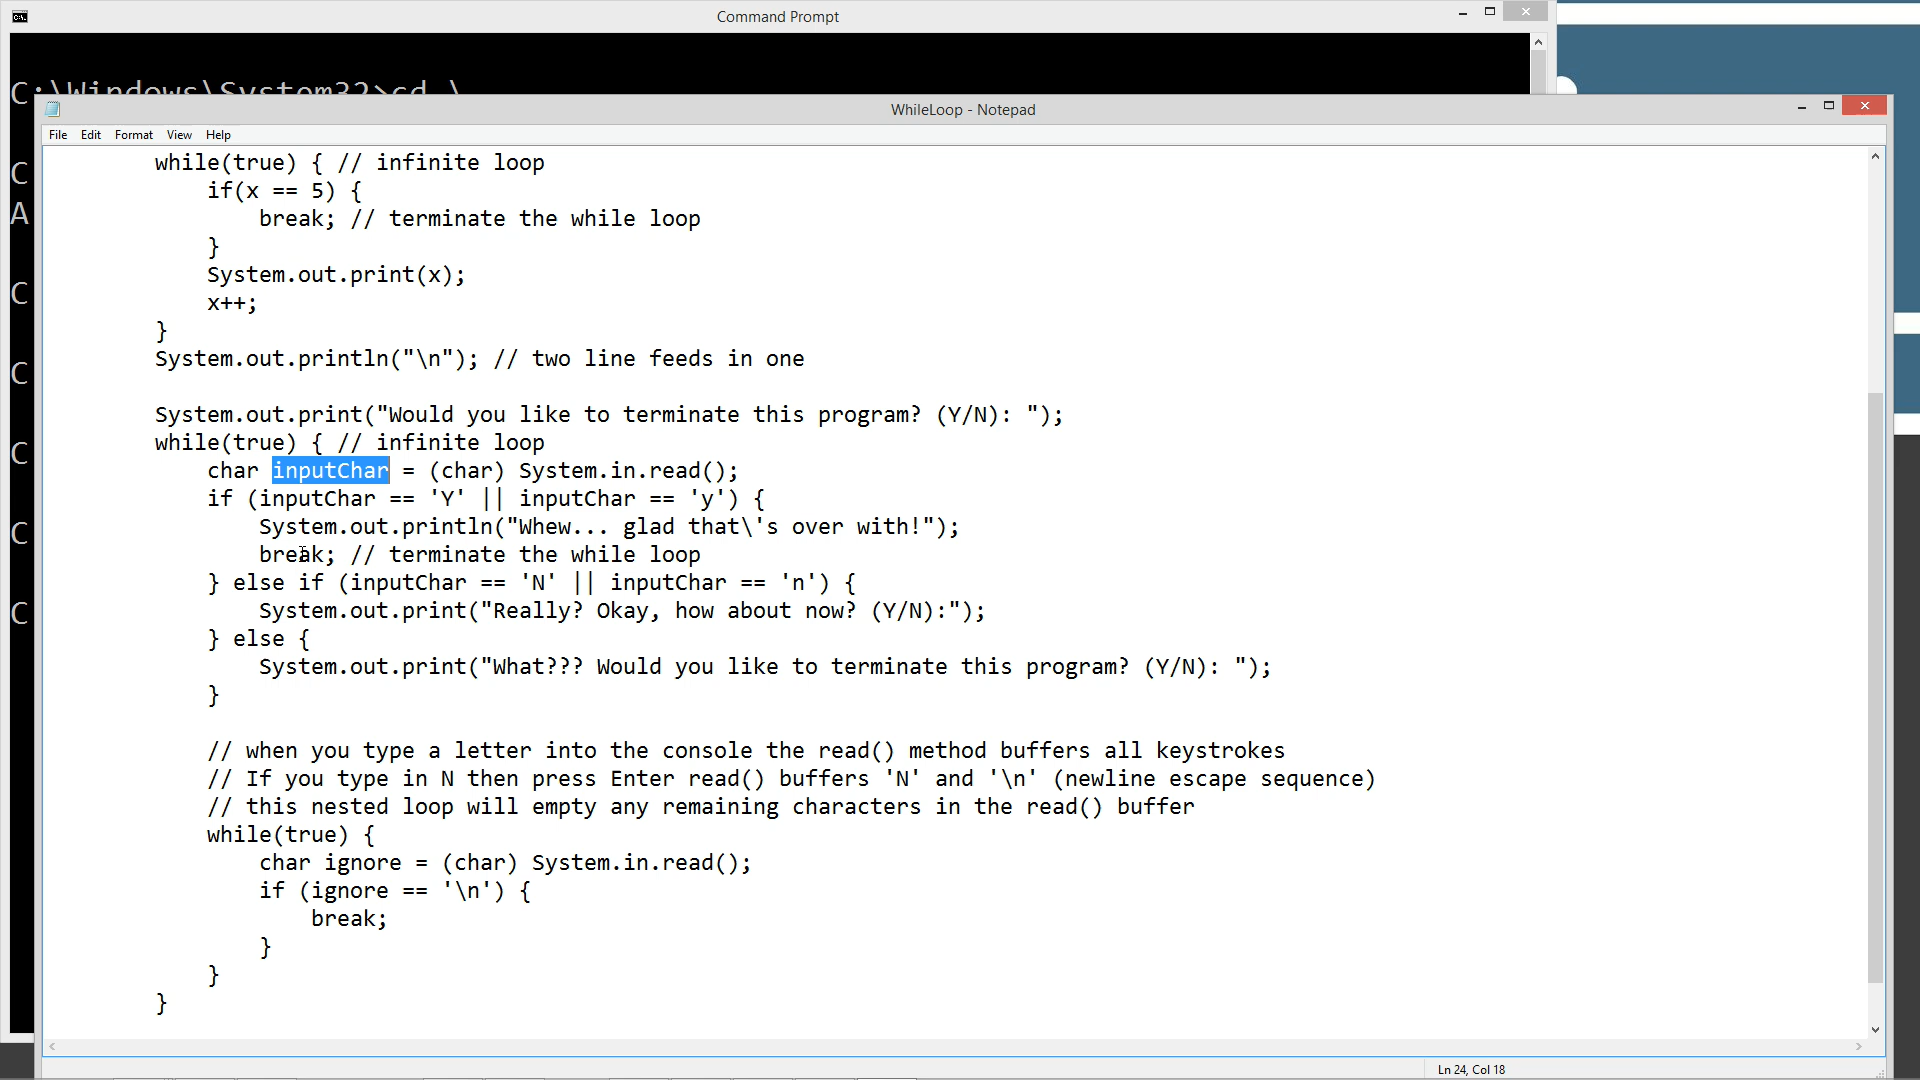 Command Prompt
C:\Windows\System32>cd \
WhileLoop - Notepad
File Edit Format View Help
while(true) { // infinite loop
if(x == 5) {
break; // terminate the while loop
}
System.out.print(x);
x++;
}
System.out.println("\n"); // two line feeds in one
System.out.print("Would you like to terminate this program? (Y/N): ");
while(true) { // infinite loop
char inputChar = (char) System.in.read();
if (inputChar == 'Y' || inputChar == 'y') {
System.out.println("Whew... glad that\'s over with!");
break; // terminate the while loop
} else if (inputChar == 'N' || inputChar == 'n') {
System.out.print("Really? Okay, how about now? (Y/N):");
} else {
System.out.print("What??? Would you like to terminate this program? (Y/N): ");
}
// when you type a letter into the console the read() method buffers all keystrokes
// If you type in N then press Enter read() buffers 'N' and '\n' (newline escape sequence)
// this nested loop will empty any remaining characters in the read() buffer
while(true) {
char ignore = (char) System.in.read();
if (ignore == '\n') {
break;
}
}
}
C
A
C
C
C
C
C
Ln 24, Col 18